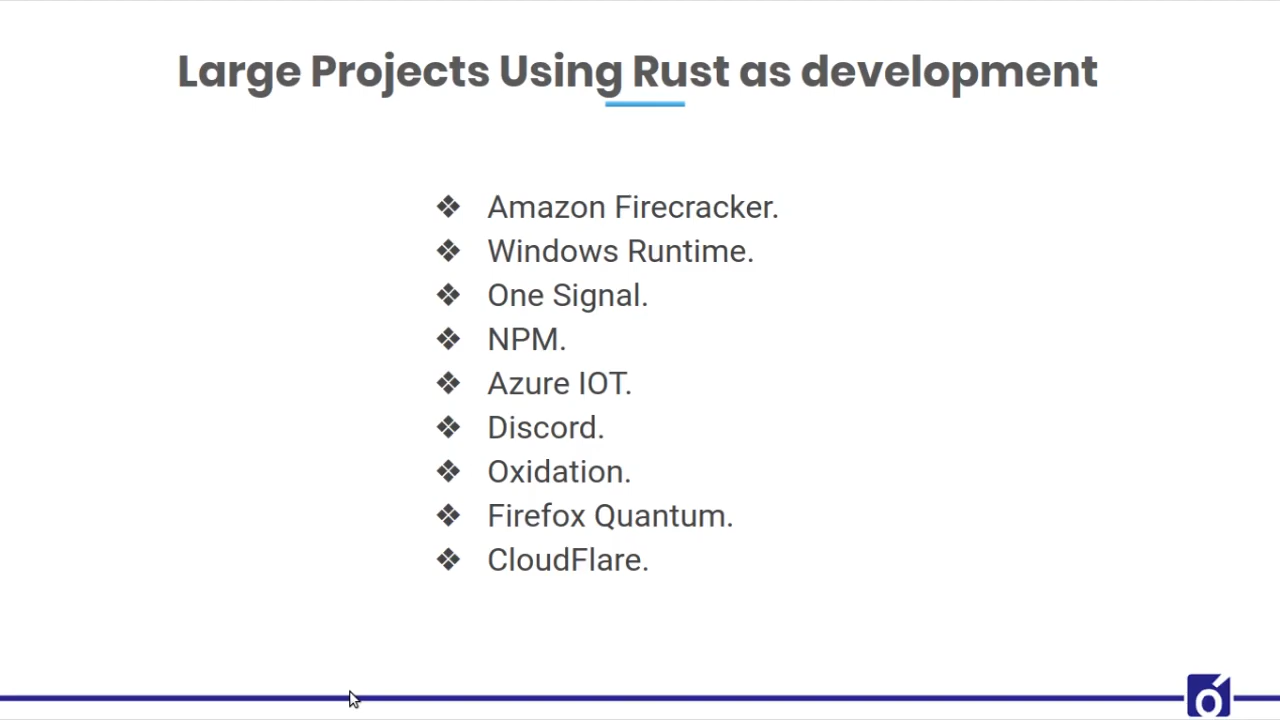 Large Projects Using Rust as development
❖ Amazon Firecracker.
❖ Windows Runtime.
❖ One Signal.
❖ NPM.
❖ Azure IOT.
❖ Discord.
❖ Oxidation.
❖ Firefox Quantum.
❖ CloudFlare.